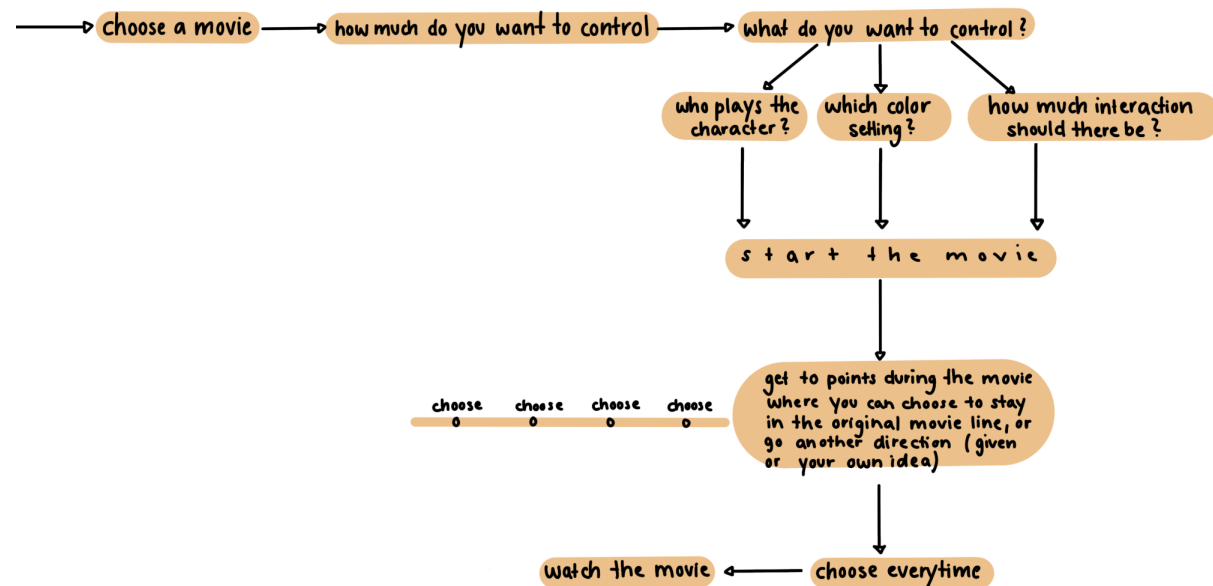 choose a movie
how much do you want to control
what do you want to control?
who plays the
character?
which color
setting?
how much interaction
should there be?
start the movie
get to points during the movie
where you can choose to stay
in the original movie line, or
go another direction (given
or your own idea)
choose choose choose choose
choose everytime
watch the movie